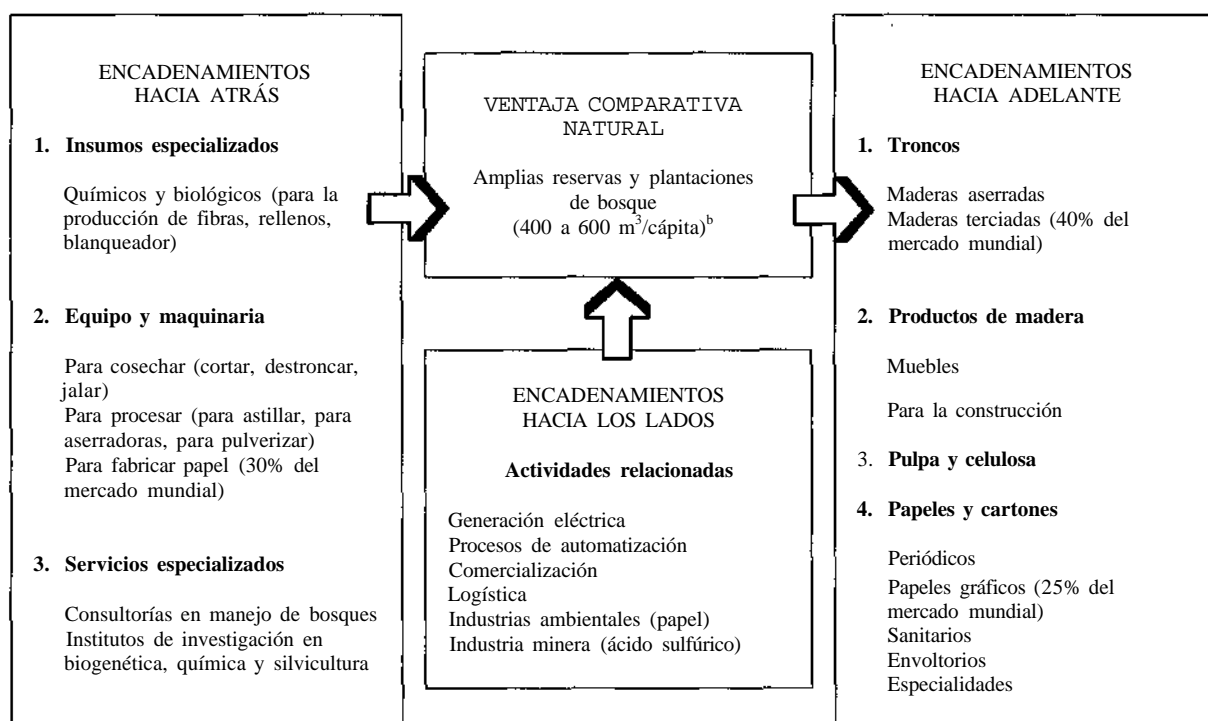 ENCADENAMIENTOS
HACIA ATRÁS
1. Insumos especializados
Químicos y biológicos (para la
producción de fibras, rellenos,
blanqueador)
2. Equipo y maquinaria
Para cosechar (cortar, destroncar,
jalar)
Para procesar (para astillar, para
aserradoras, para pulverizar)
Para fabricar papel (30% del
mercado mundial)
3. Servicios especializados
Consultorías en manejo de bosques
Institutos de investigación en
biogenética, química y silvicultura
VENTAJA COMPARATIVA
NATURAL
Amplias reservas y plantaciones
de bosque
(400 a 600 m³/cápita)ᵇ
ENCADENAMIENTOS
HACIA LOS LADOS
Actividades relacionadas
Generación eléctrica
Procesos de automatización
Comercialización
Logística
Industrias ambientales (papel)
Industria minera (ácido sulfúrico)
ENCADENAMIENTOS
HACIA ADELANTE
1. Troncos
Maderas aserradas
Maderas terciadas (40% del
mercado mundial)
2. Productos de madera
Muebles
Para la construcción
3. Pulpa y celulosa
4. Papeles y cartones
Periódicos
Papeles gráficos (25% del
mercado mundial)
Sanitarios
Envoltorios
Especialidades